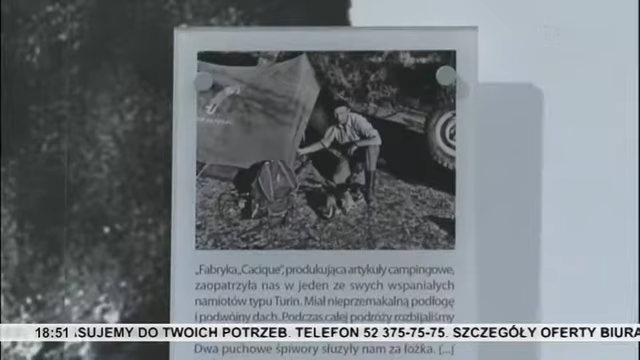 „Fabryka „Cacique”, produkująca artykuły campingowe,
zaopatrzyła nas w jeden ze swych wspaniałych
namiotów typu Turin. Miał nieprzemakalną podłogę
i podwójny dach. Podczas całej podróży rozbijaliśmy
18:51 SUJEMY DO TWOICH POTRZEB. TELEFON 52 375-75-75. SZCZEGÓŁY OFERTY BIURA
Dwa puchowe śpiwory służyły nam za łóżka. [...]